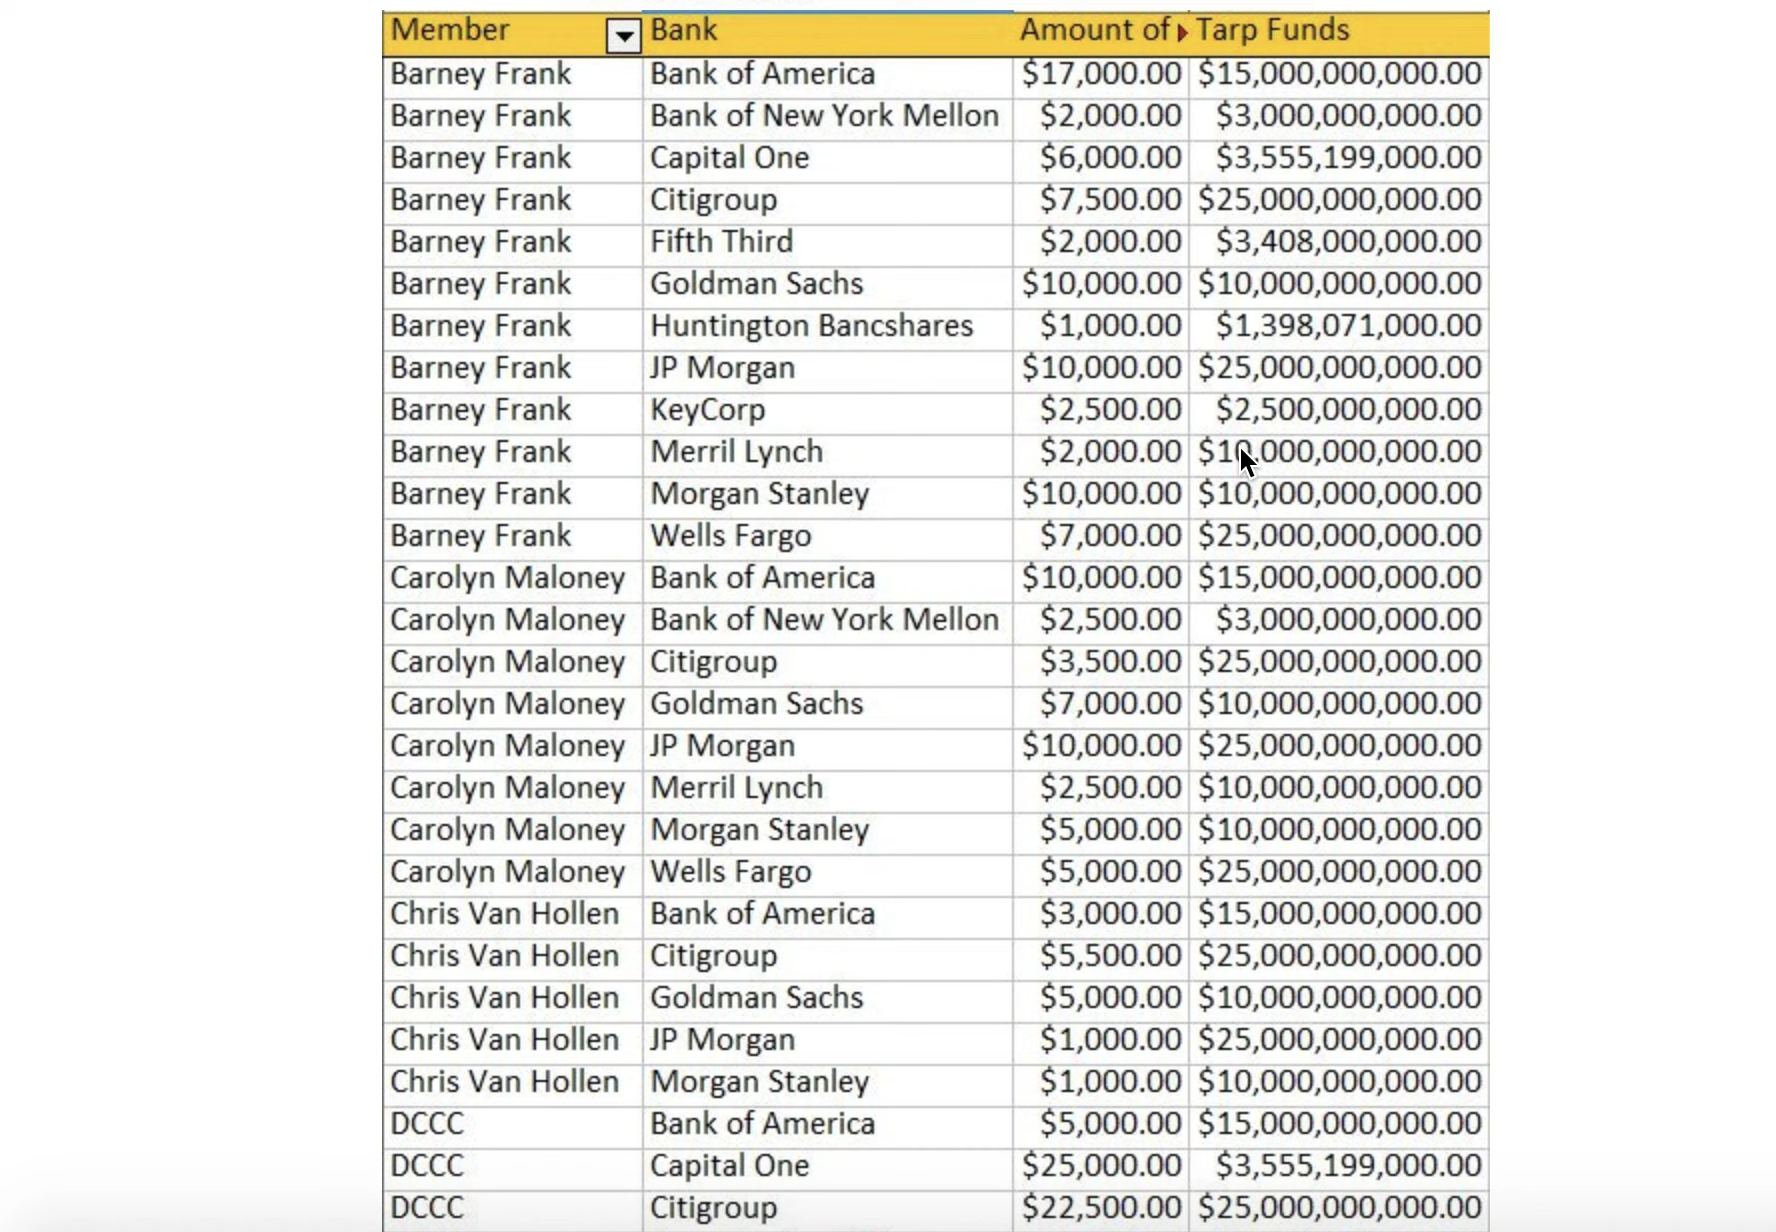 Member Bank Amount of Tarp Funds
Barney Frank Bank of America $17,000.00 $15,000,000,000.00
Barney Frank Bank of New York Mellon $2,000.00 $3,000,000,000.00
Barney Frank Capital One $6,000.00 $3,555,199,000.00
Barney Frank Citigroup $7,500.00 $25,000,000,000.00
Barney Frank Fifth Third $2,000.00 $3,408,000,000.00
Barney Frank Goldman Sachs $10,000.00 $10,000,000,000.00
Barney Frank Huntington Bancshares $1,000.00 $1,398,071,000.00
Barney Frank JP Morgan $10,000.00 $25,000,000,000.00
Barney Frank KeyCorp $2,500.00 $2,500,000,000.00
Barney Frank Merril Lynch $2,000.00 $10,000,000,000.00
Barney Frank Morgan Stanley $10,000.00 $10,000,000,000.00
Barney Frank Wells Fargo $7,000.00 $25,000,000,000.00
Carolyn Maloney Bank of America $10,000.00 $15,000,000,000.00
Carolyn Maloney Bank of New York Mellon $2,500.00 $3,000,000,000.00
Carolyn Maloney Citigroup $3,500.00 $25,000,000,000.00
Carolyn Maloney Goldman Sachs $7,000.00 $10,000,000,000.00
Carolyn Maloney JP Morgan $10,000.00 $25,000,000,000.00
Carolyn Maloney Merril Lynch $2,500.00 $10,000,000,000.00
Carolyn Maloney Morgan Stanley $5,000.00 $10,000,000,000.00
Carolyn Maloney Wells Fargo $5,000.00 $25,000,000,000.00
Chris Van Hollen Bank of America $3,000.00 $15,000,000,000.00
Chris Van Hollen Citigroup $5,500.00 $25,000,000,000.00
Chris Van Hollen Goldman Sachs $5,000.00 $10,000,000,000.00
Chris Van Hollen JP Morgan $1,000.00 $25,000,000,000.00
Chris Van Hollen Morgan Stanley $1,000.00 $10,000,000,000.00
DCCC Bank of America $5,000.00 $15,000,000,000.00
DCCC Capital One $25,000.00 $3,555,199,000.00
DCCC Citigroup $22,500.00 $25,000,000,000.00